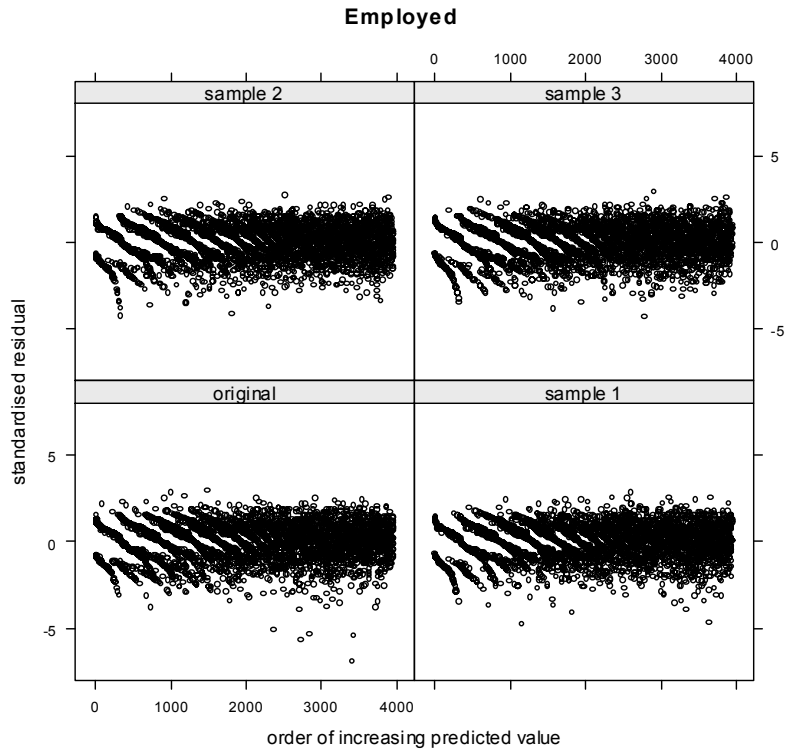 Employed
0 1000 2000 3000 4000
sample 2 sample 3
5
0
-5
standardised residual
original sample 1
5
0
-5
0 1000 2000 3000 4000
order of increasing predicted value